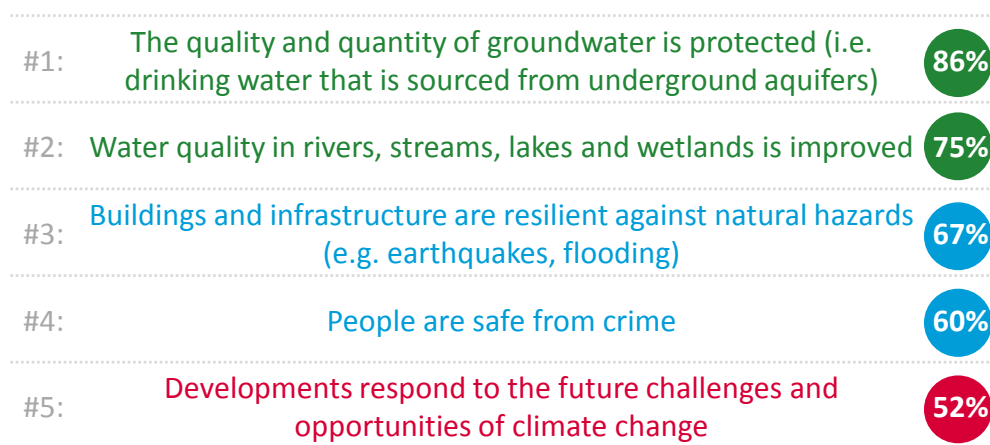 #1:
The quality and quantity of groundwater is protected (i.e.
drinking water that is sourced from underground aquifers)
86%
#2:
Water quality in rivers, streams, lakes and wetlands is improved
75%
#3:
Buildings and infrastructure are resilient against natural hazards
(e.g. earthquakes, flooding)
67%
#4:
People are safe from crime
60%
#5:
Developments respond to the future challenges and
opportunities of climate change
52%